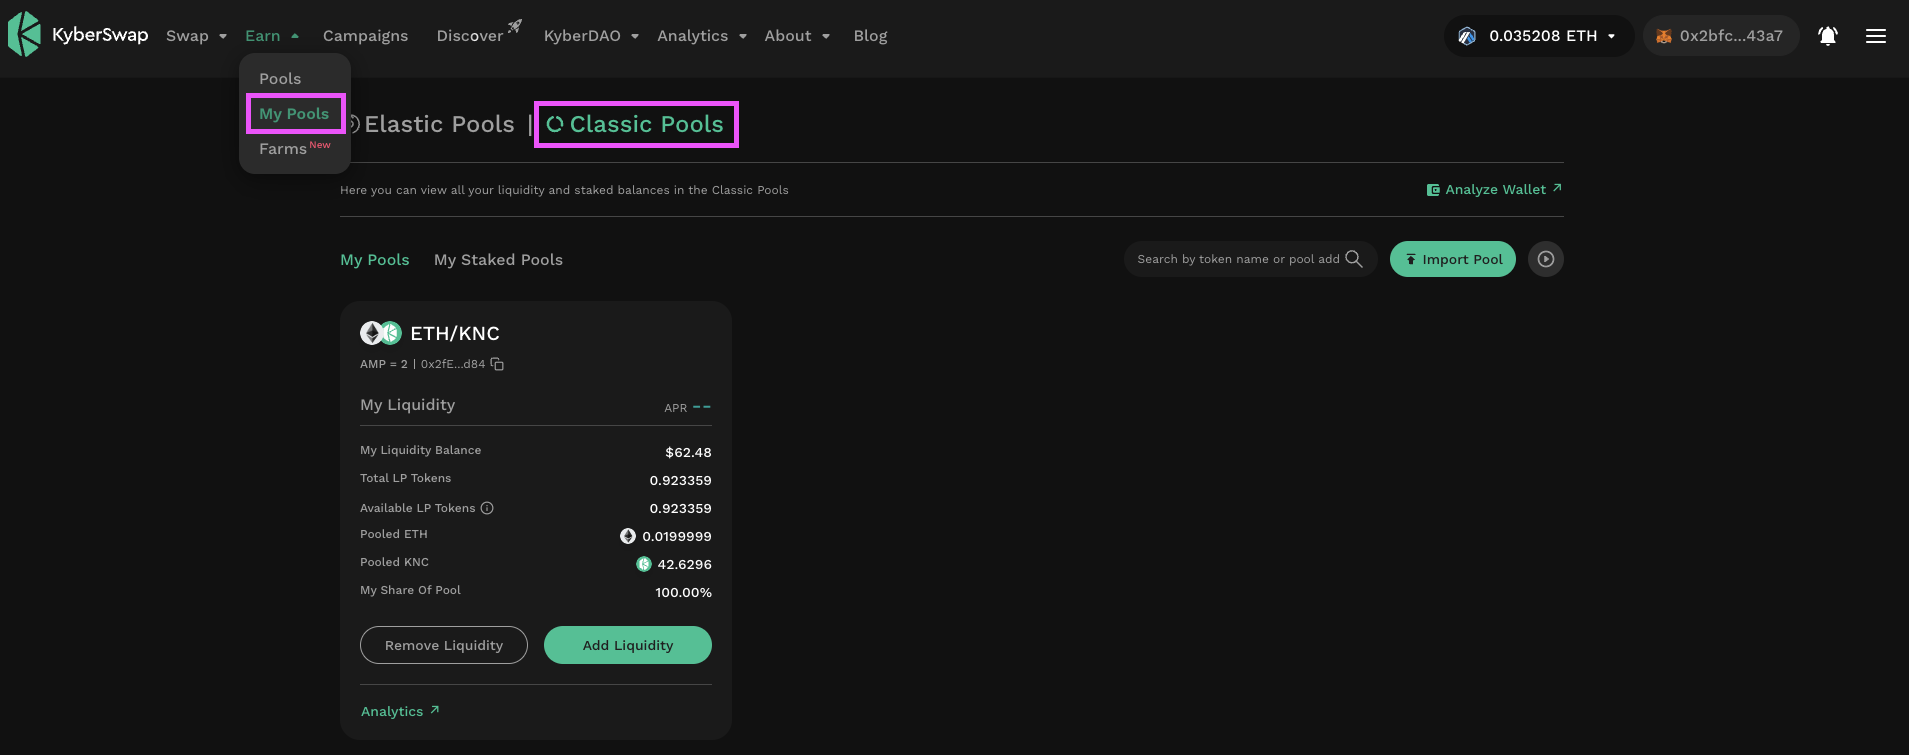 KyberSwap Swap Earn Campaigns Discover KyberDAO Analytics About Blog 0.035208 ETH 0x2bfc...43a7
Pools
My Pools
Farms New
Elastic Pools | Classic Pools
Here you can view all your liquidity and staked balances in the Classic Pools Analyze Wallet ↗
My Pools My Staked Pools Search by token name or pool add Import Pool
ETH/KNC
AMP = 2 | 0x2fE...d84
My Liquidity APR --
My Liquidity Balance $62.48
Total LP Tokens 0.923359
Available LP Tokens 0.923359
Pooled ETH 0.0199999
Pooled KNC 42.6296
My Share Of Pool 100.00%
Remove Liquidity Add Liquidity
Analytics ↗